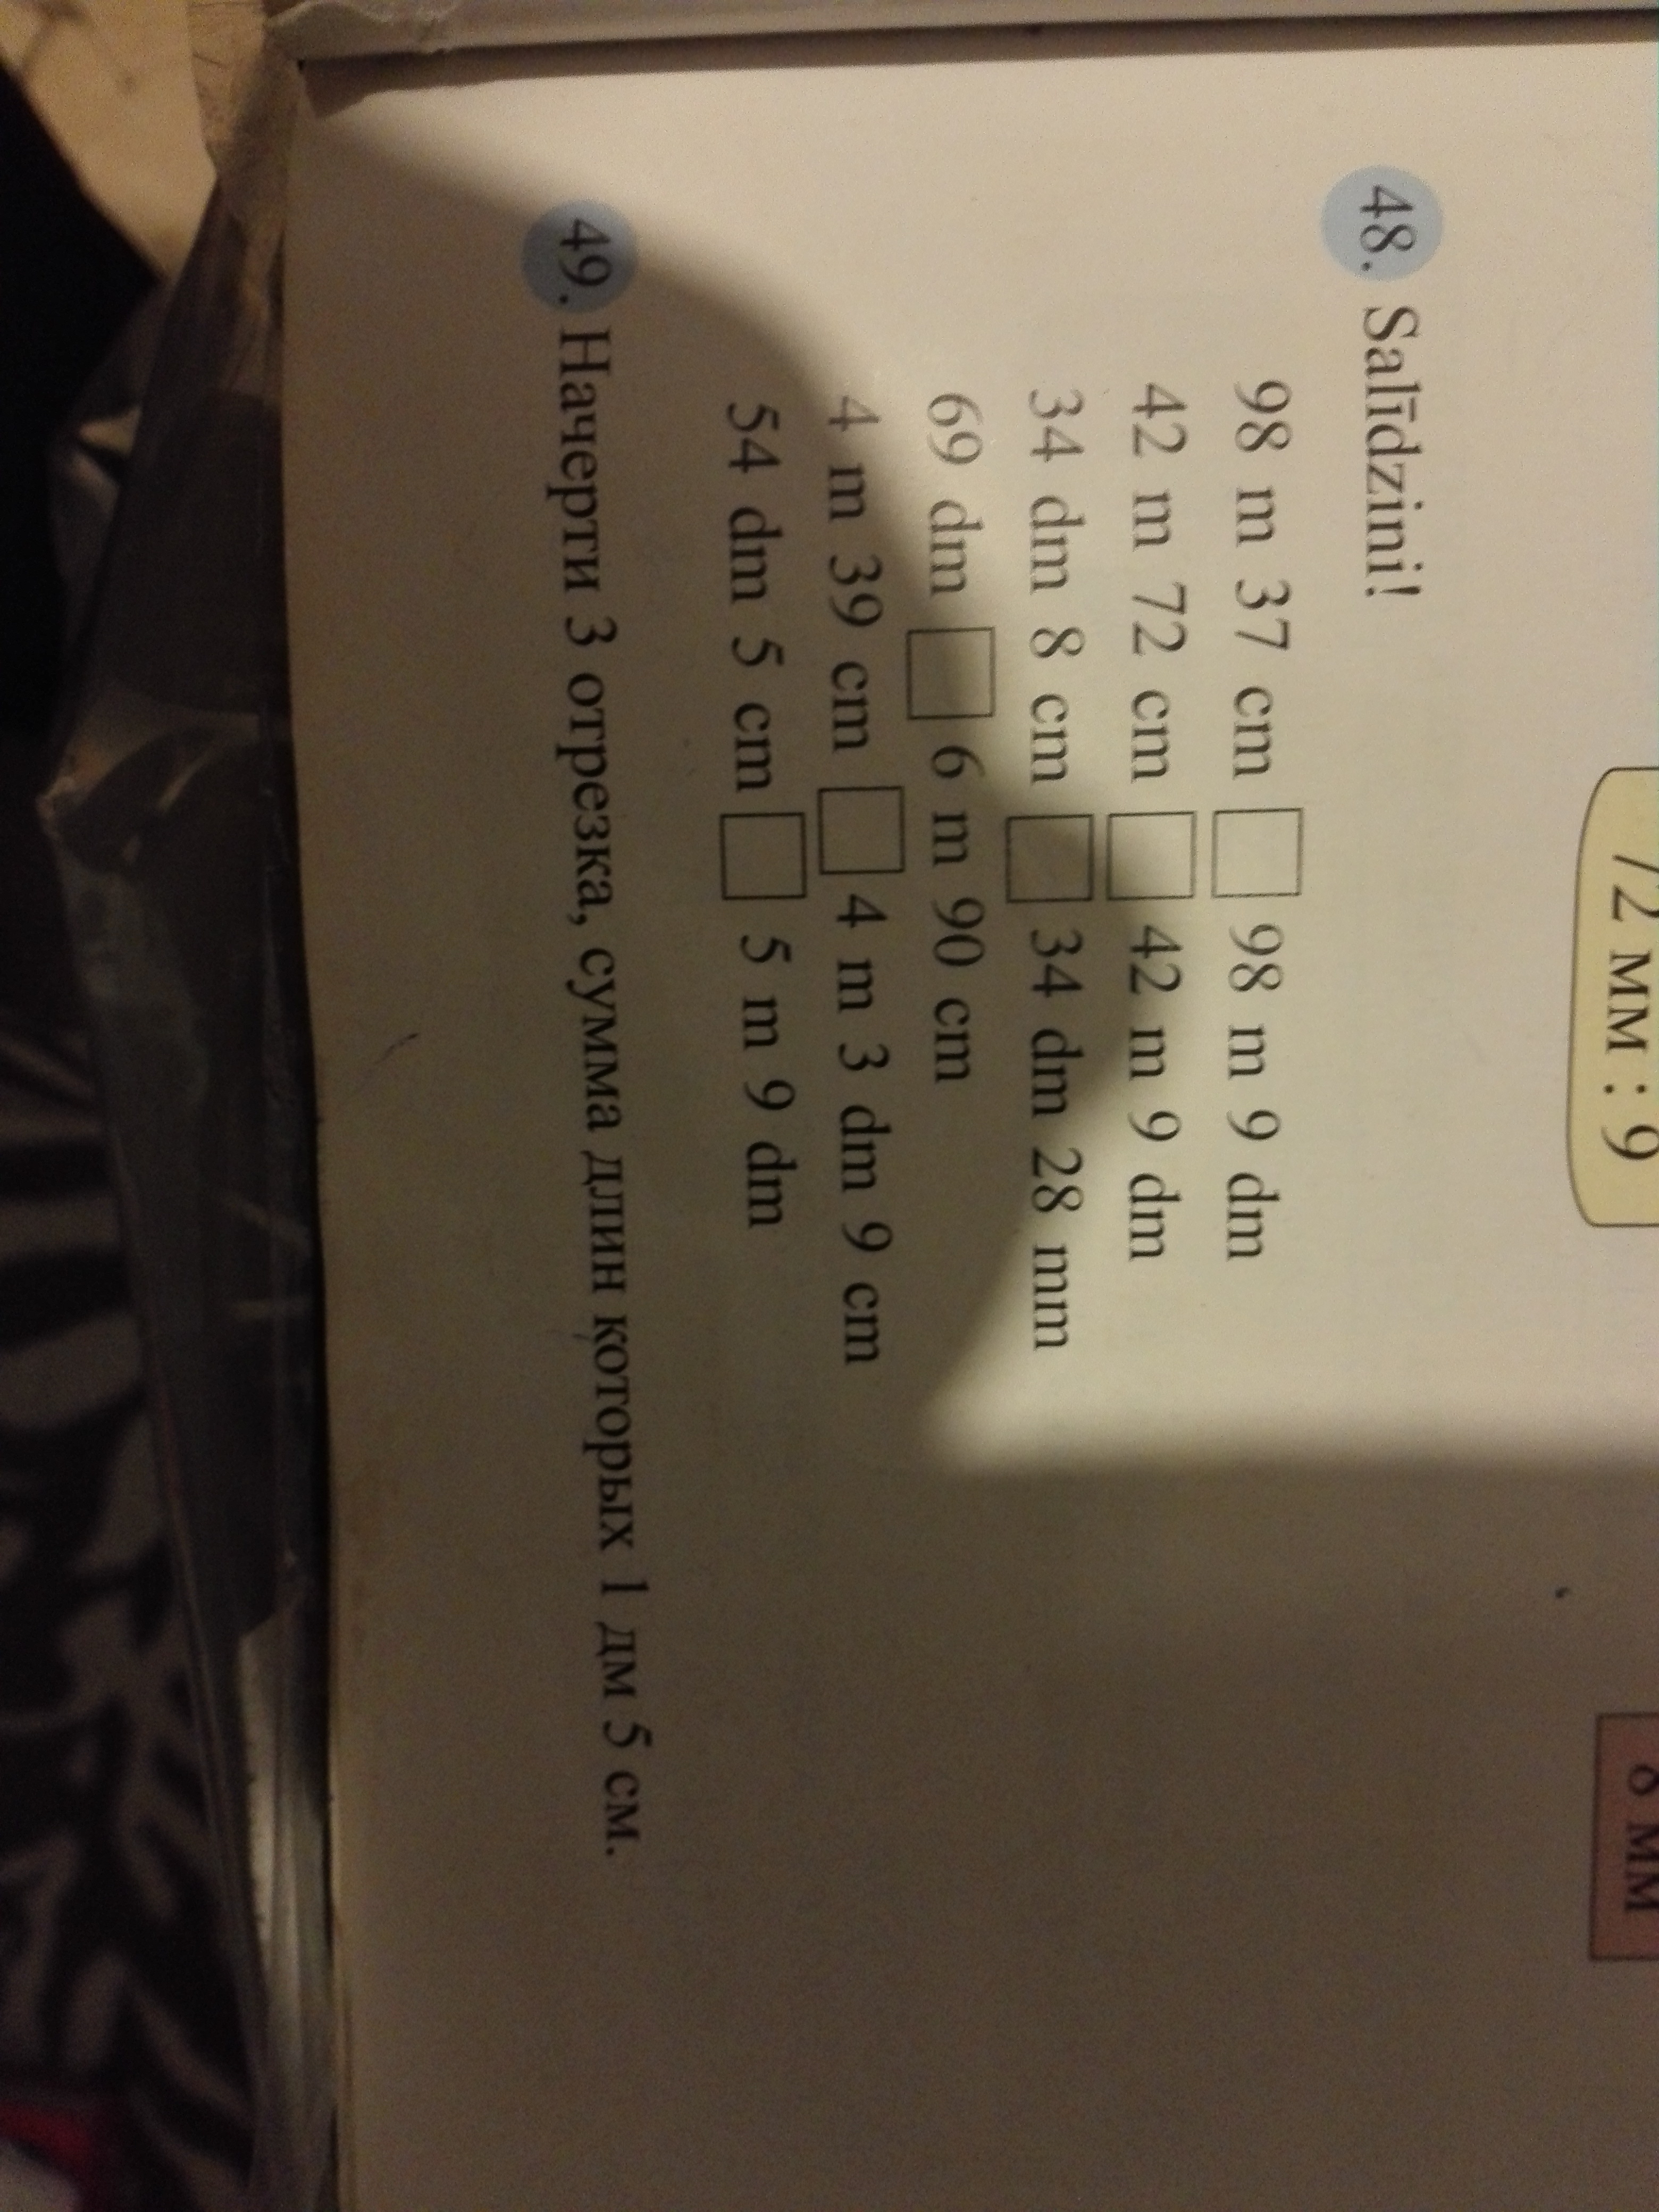 72 мм : 9
8 мм
48. Salīdzini!
98 m 37 cm □ 98 m 9 dm
42 m 72 cm □ 42 m 9 dm
34 dm 8 cm □ 34 dm 28 mm
69 dm □ 6 m 90 cm
4 m 39 cm □ 4 m 3 dm 9 cm
54 dm 5 cm □ 5 m 9 dm
49. Начерти 3 отрезка, сумма длин которых 1 дм 5 см.